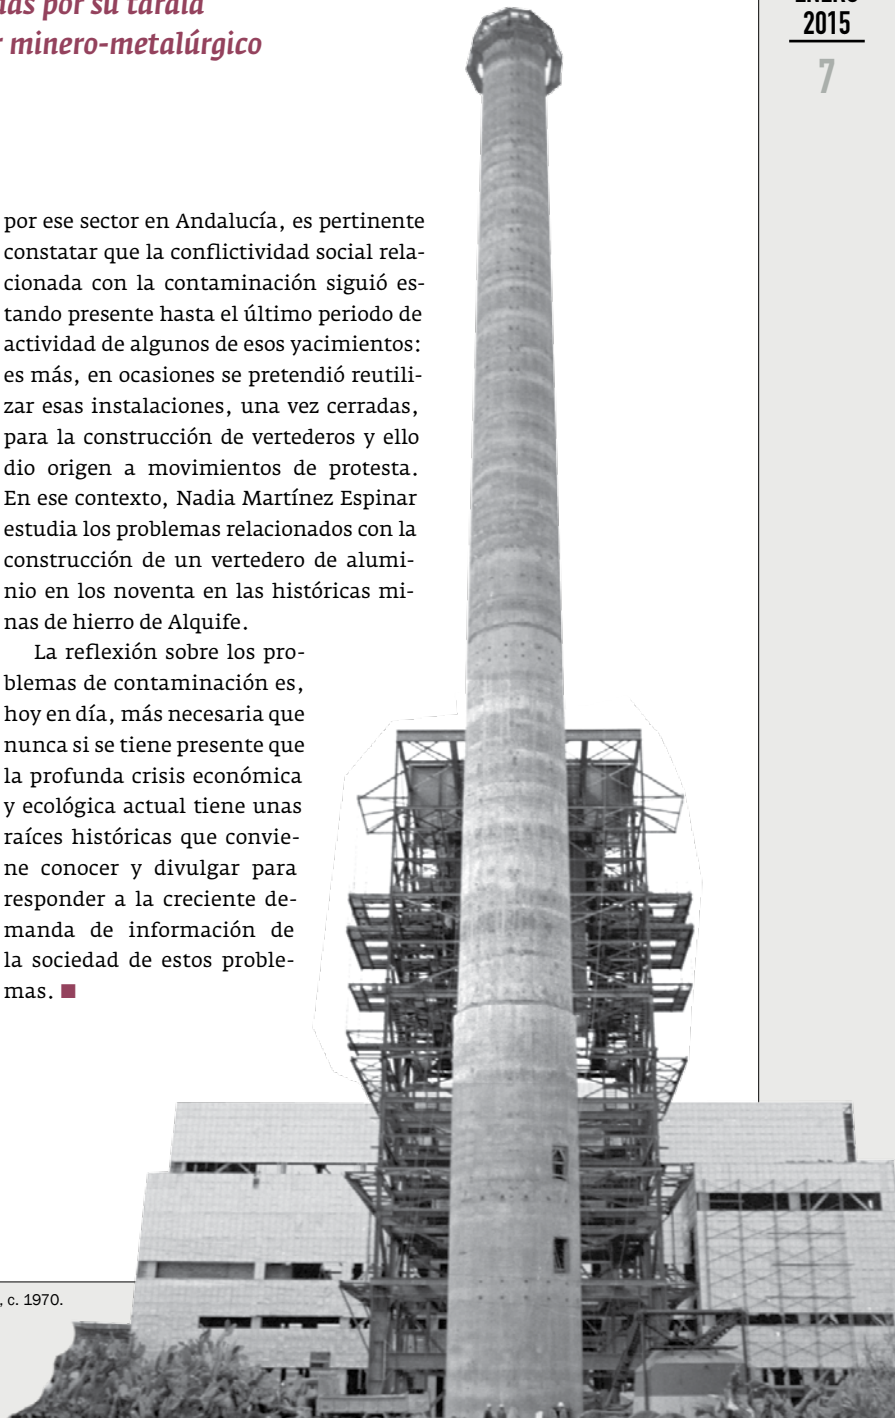 por su tardía
minero-metalúrgico
ENERO
2015
7
por ese sector en Andalucía, es pertinente
constatar que la conflictividad social rela-
cionada con la contaminación siguió es-
tando presente hasta el último periodo de
actividad de algunos de esos yacimientos:
es más, en ocasiones se pretendió reutili-
zar esas instalaciones, una vez cerradas,
para la construcción de vertederos y ello
dio origen a movimientos de protesta.
En ese contexto, Nadia Martínez Espinar
estudia los problemas relacionados con la
construcción de un vertedero de alumi-
nio en los noventa en las históricas mi-
nas de hierro de Alquife.
La reflexión sobre los pro-
blemas de contaminación es,
hoy en día, más necesaria que
nunca si se tiene presente que
la profunda crisis económica
y ecológica actual tiene unas
raíces históricas que convie-
ne conocer y divulgar para
responder a la creciente de-
manda de información de
la sociedad de estos proble-
mas. ■
, c. 1970.